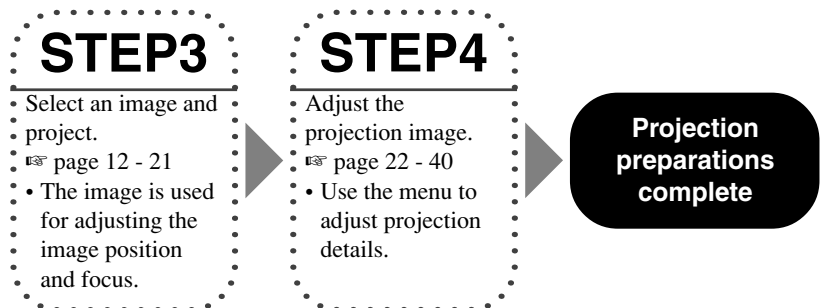 STEP3
Select an image and
project.
☞ page 12 - 21
• The image is used
for adjusting the
image position
and focus.
STEP4
Adjust the
projection image.
☞ page 22 - 40
• Use the menu to
adjust projection
details.
Projection
preparations
complete